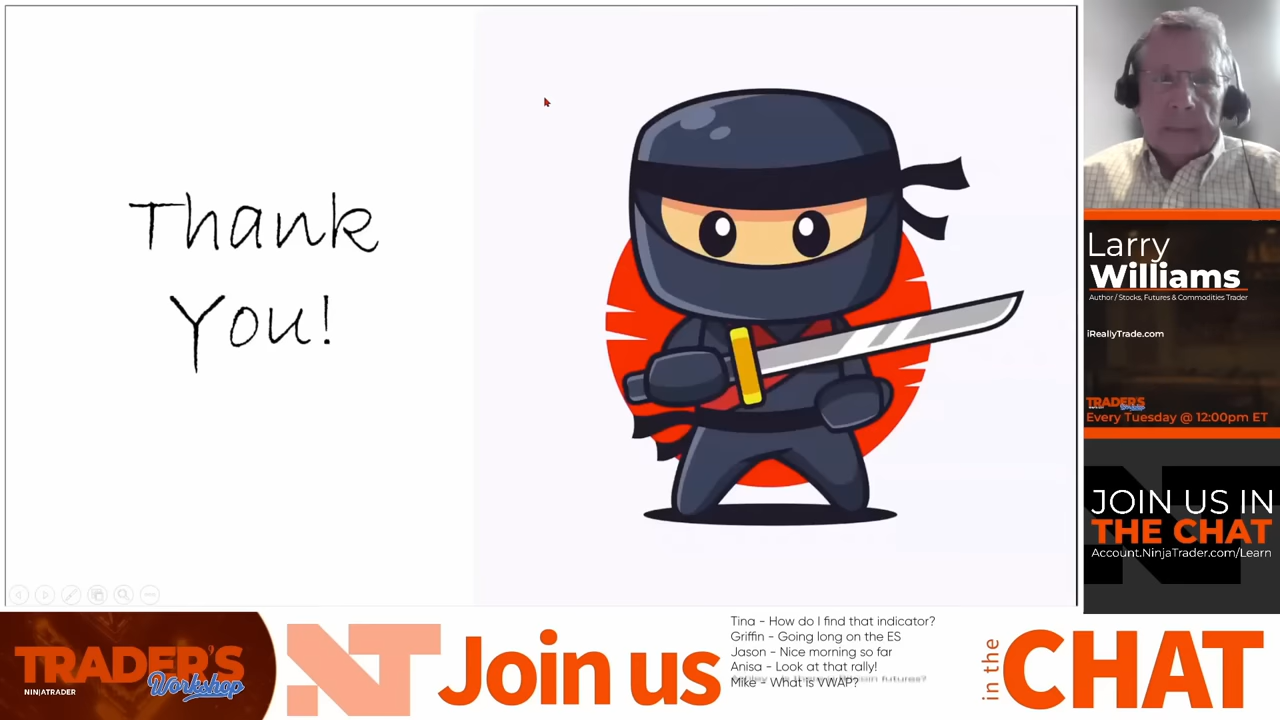 Thank
You!
Larry
Williams
Author / Stocks, Futures & Commodities Trader
iReallyTrade.com
TRADER'S
Workshop
Every Tuesday @ 12:00pm ET
JOIN US IN
THE CHAT
Account.NinjaTrader.com/Learn
TRADER'S
NINJATRADER
Workshop
Join us
Tina - How do I find that indicator?
Griffin - Going long on the ES
Jason - Nice morning so far
Anisa - Look at that rally!
Mike - What is VWAP?
in the
CHAT